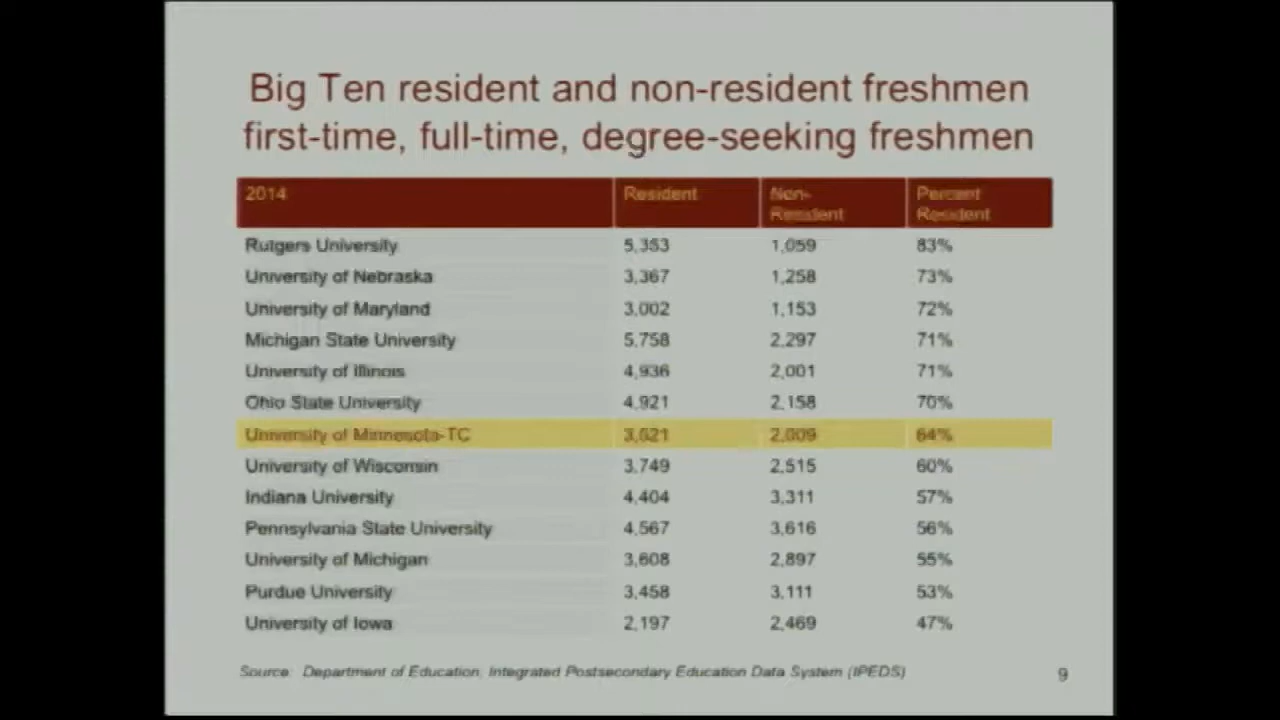 Big Ten resident and non-resident freshmen
first-time, full-time, degree-seeking freshmen
2014 Resident Non-Resident Percent Resident
Rutgers University 5,353 1,059 83%
University of Nebraska 3,367 1,258 73%
University of Maryland 3,002 1,153 72%
Michigan State University 5,758 2,297 71%
University of Illinois 4,936 2,001 71%
Ohio State University 4,921 2,158 70%
University of Minnesota-TC 3,521 2,009 64%
University of Wisconsin 3,749 2,515 60%
Indiana University 4,404 3,311 57%
Pennsylvania State University 4,567 3,616 56%
University of Michigan 3,608 2,897 55%
Purdue University 3,458 3,111 53%
University of Iowa 2,197 2,469 47%
Source: Department of Education, Integrated Postsecondary Education Data System (IPEDS)
9